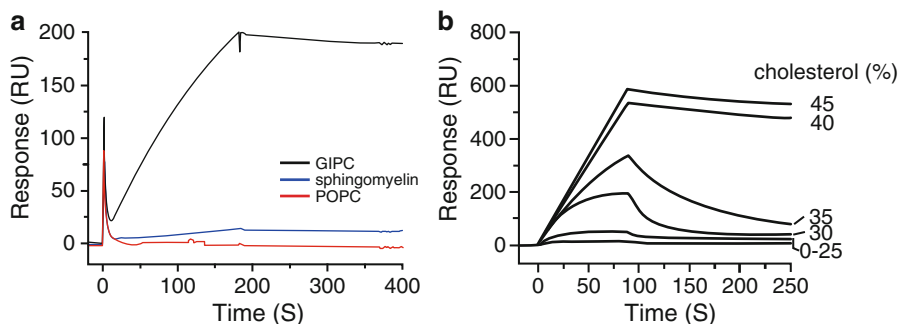 a
Response (RU)
200
150
100
50
0
GIPC
sphingomyelin
POPC
0 100 200 300 400
Time (S)
b
Response (RU)
800
600
400
200
0
cholesterol (%)
45
40
35
30
0-25
0 50 100 150 200 250
Time (S)